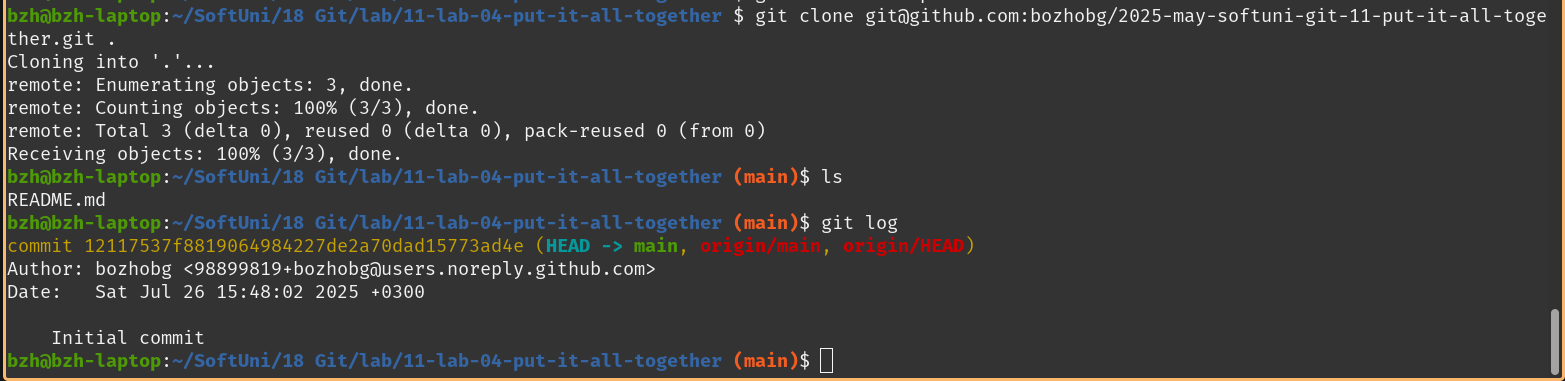 bzh@bzh-laptop:~/SoftUni/18 Git/lab/11-lab-04-put-it-all-together $ git clone git@github.com:bozhobg/2025-may-softuni-git-11-put-it-all-toge
ther.git .
Cloning into '.'...
remote: Enumerating objects: 3, done.
remote: Counting objects: 100% (3/3), done.
remote: Total 3 (delta 0), reused 0 (delta 0), pack-reused 0 (from 0)
Receiving objects: 100% (3/3), done.
bzh@bzh-laptop:~/SoftUni/18 Git/lab/11-lab-04-put-it-all-together (main)$ ls
README.md
bzh@bzh-laptop:~/SoftUni/18 Git/lab/11-lab-04-put-it-all-together (main)$ git log
commit 12117537f8819064984227de2a70dad15773ad4e (HEAD -> main, origin/main, origin/HEAD)
Author: bozhobg <98899819+bozhobg@users.noreply.github.com>
Date:   Sat Jul 26 15:48:02 2025 +0300

    Initial commit
bzh@bzh-laptop:~/SoftUni/18 Git/lab/11-lab-04-put-it-all-together (main)$